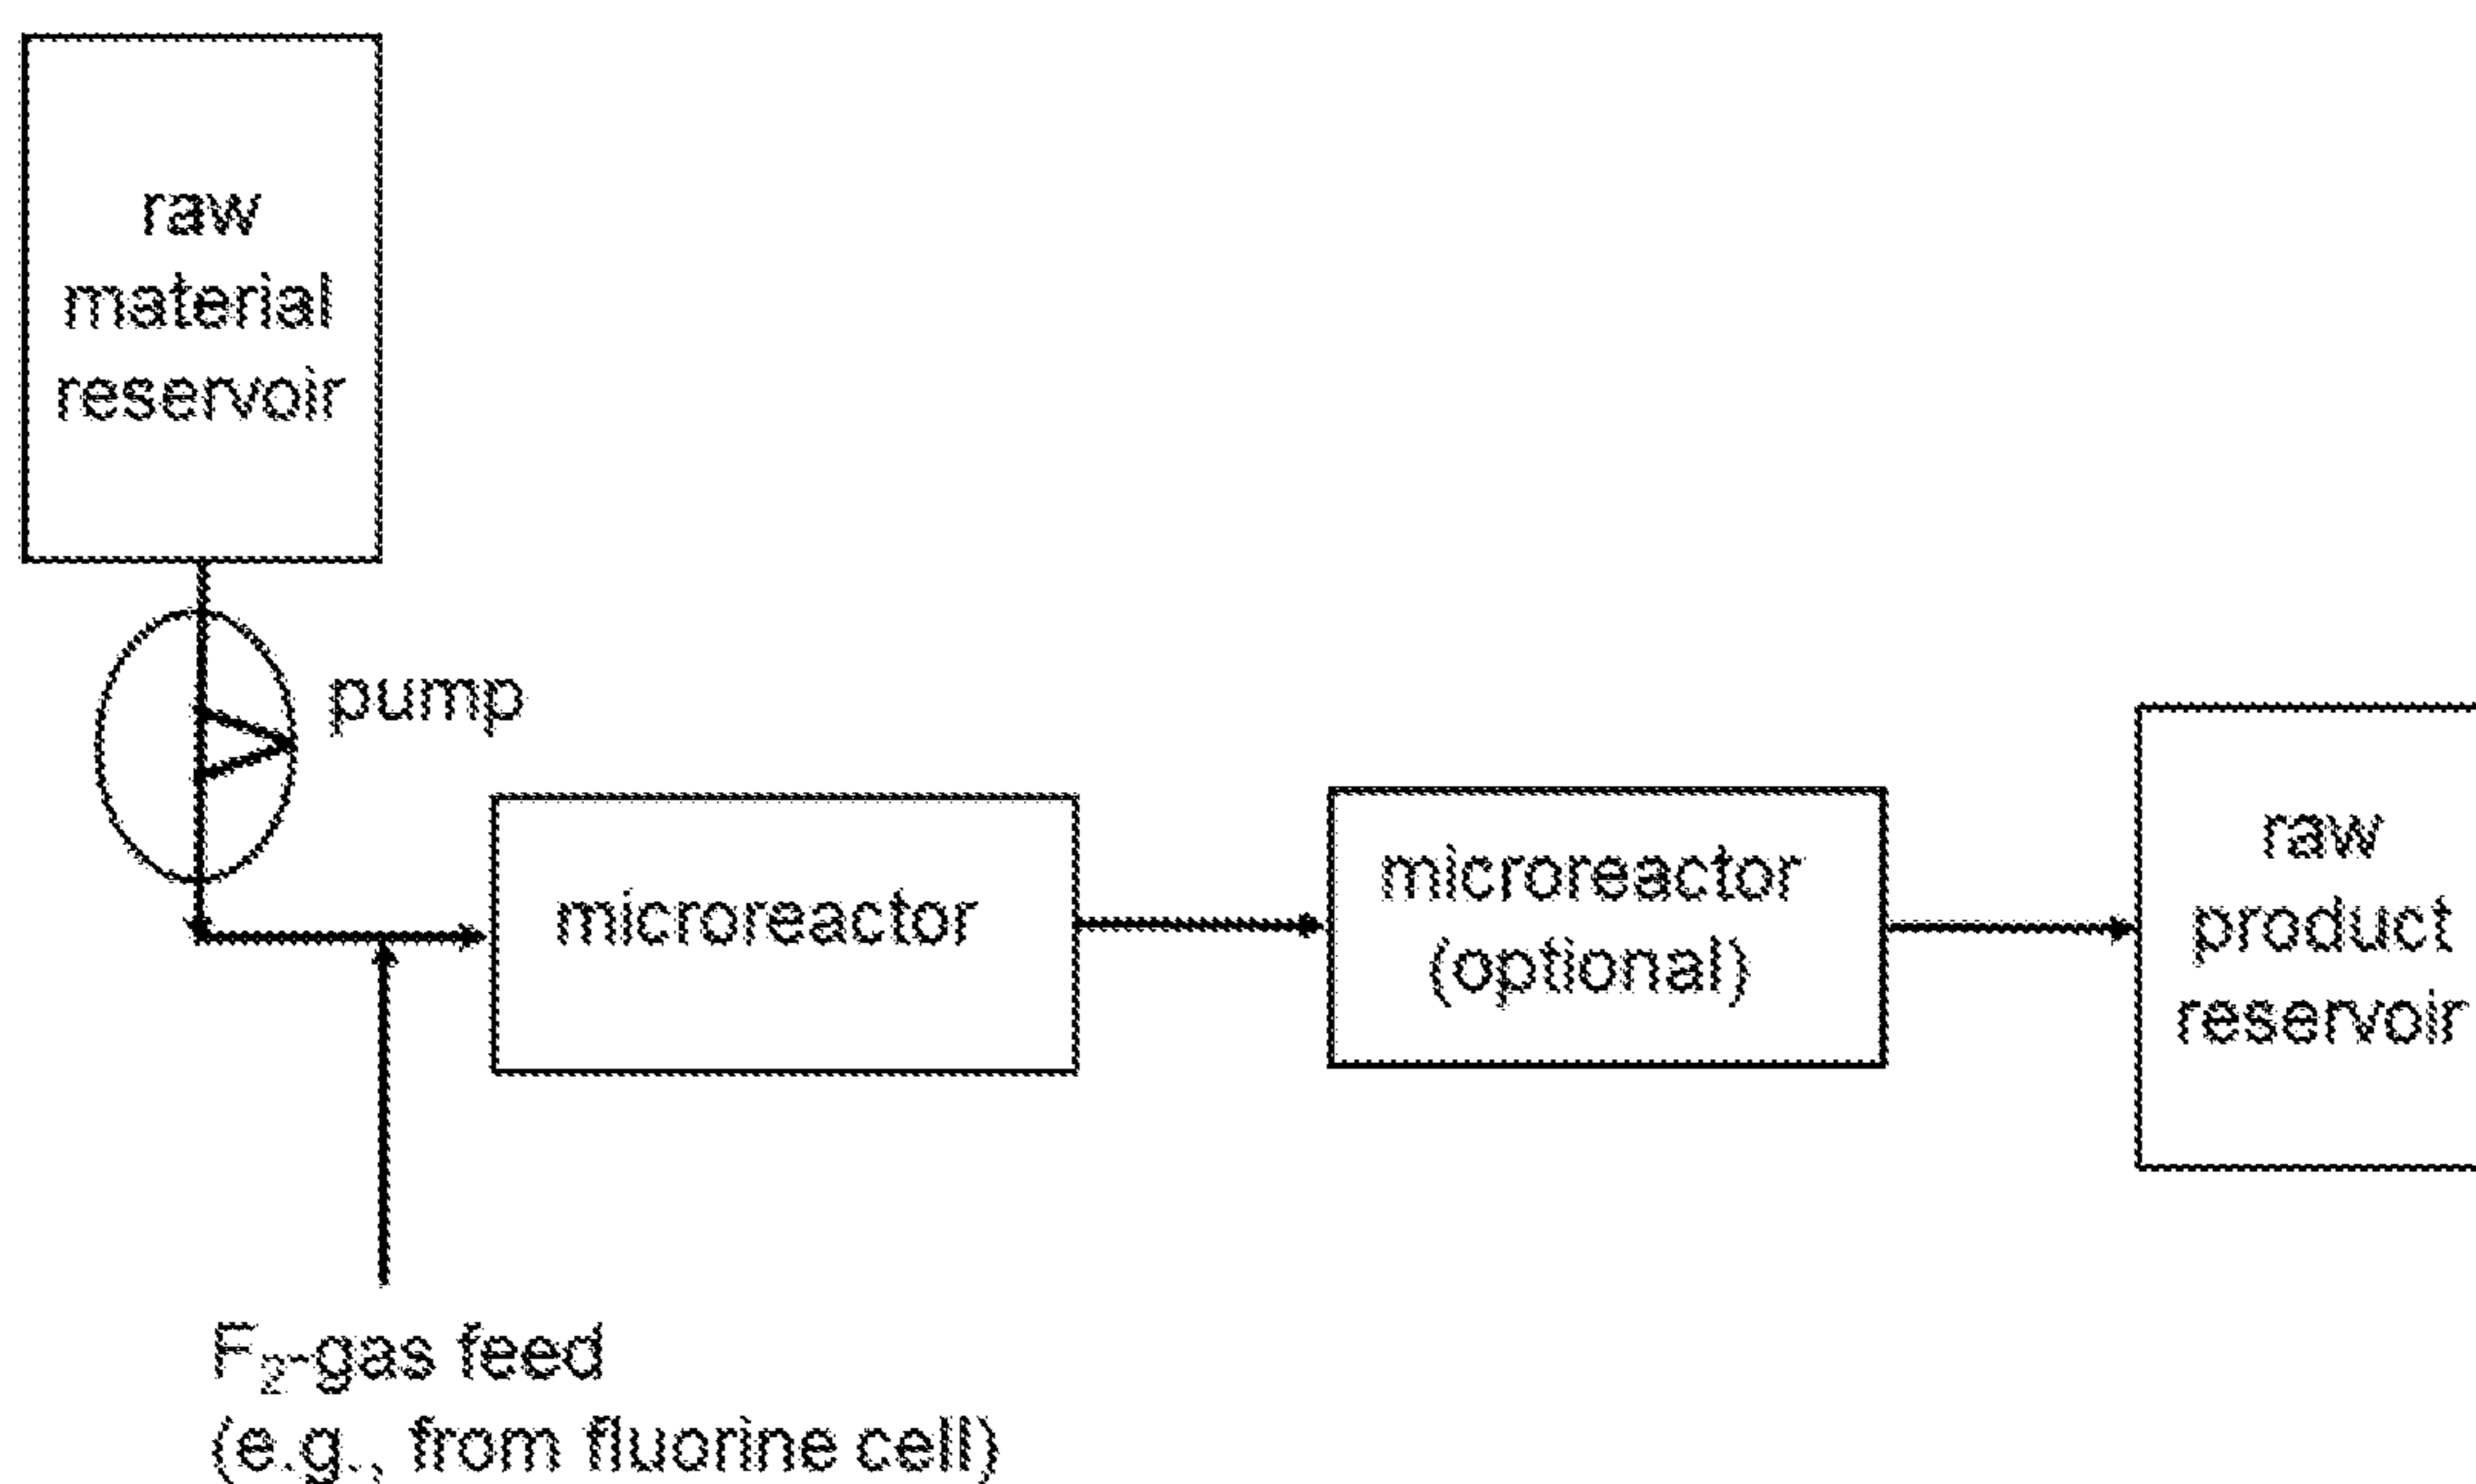 raw
material
reservoir
pump
microreactor
microreactor
(optional)
raw
product
reservoir
F₂-gas feed
(e.g., from fluorine cell)